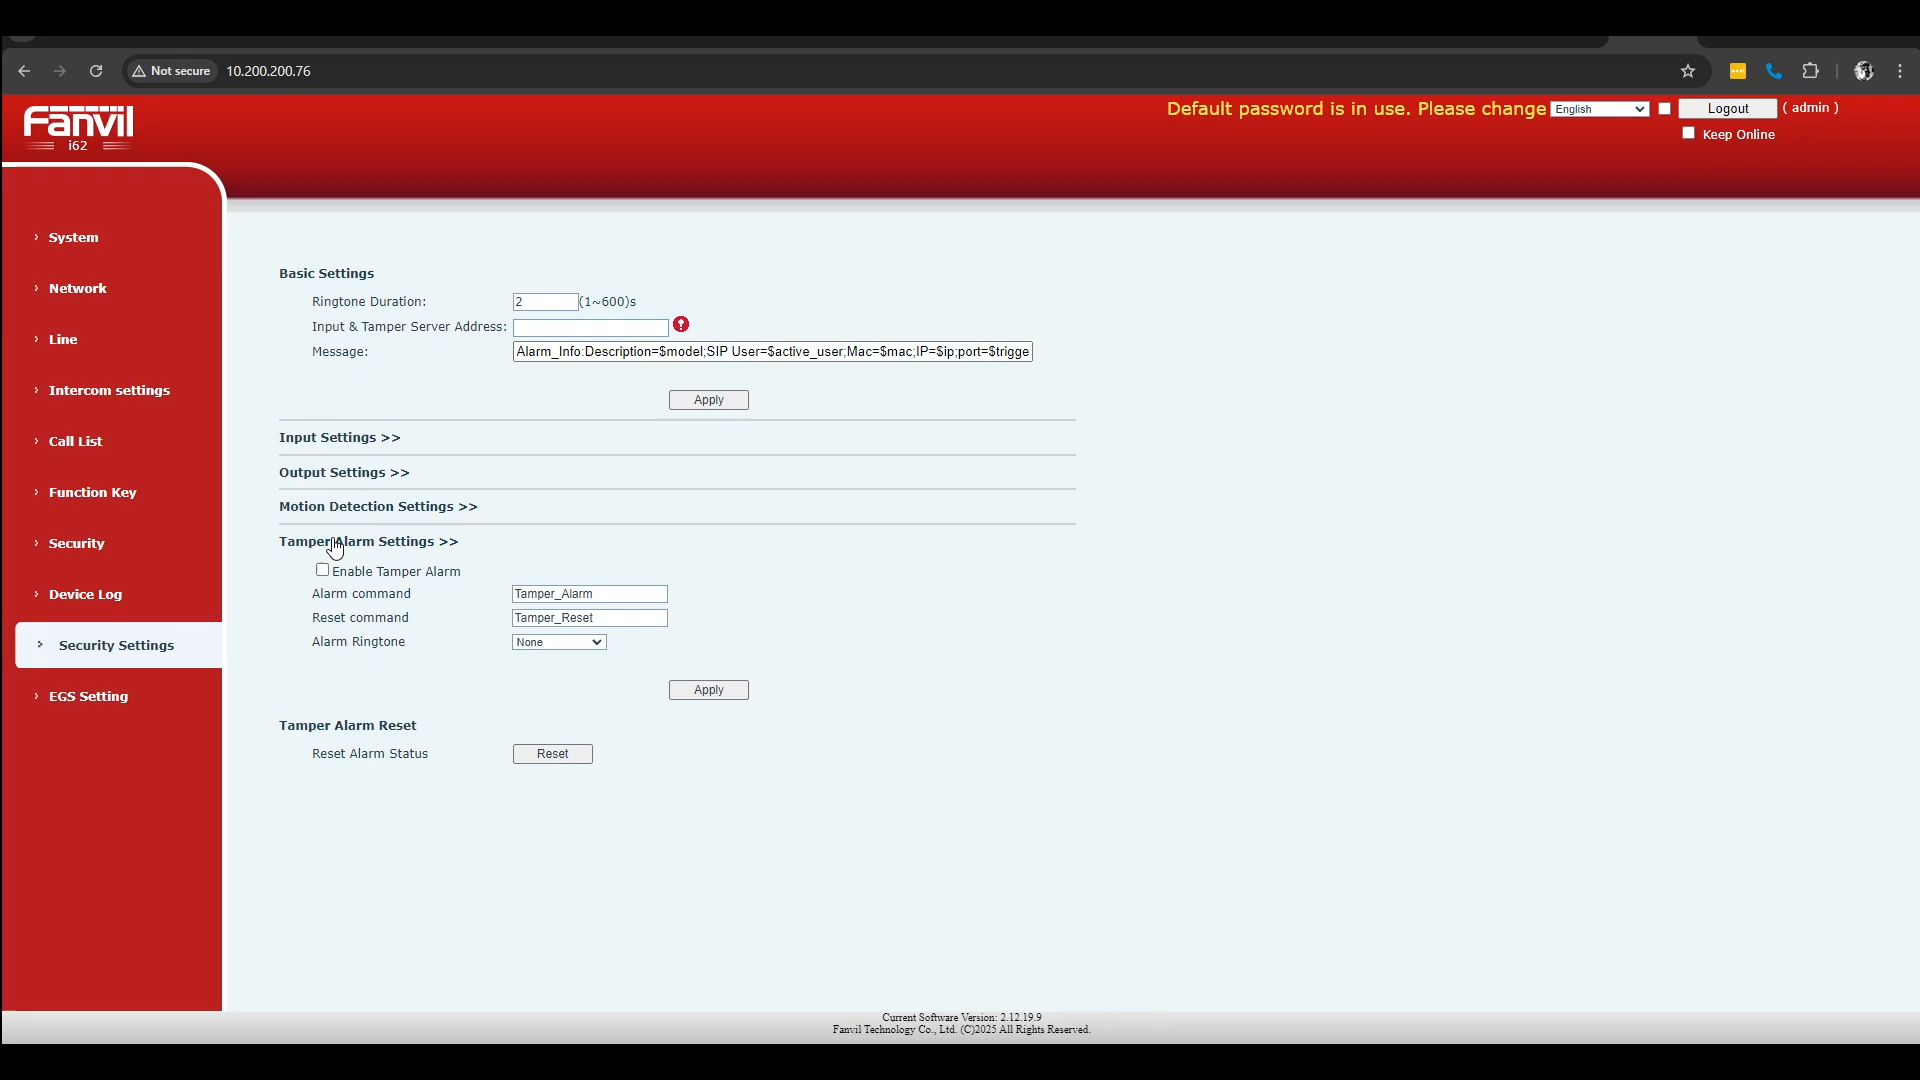 Not secure 10.200.200.76
Fanvil
i62
Default password is in use. Please change English Logout ( admin )
Keep Online
System
Network
Line
Intercom settings
Call List
Function Key
Security
Device Log
Security Settings
EGS Setting
Basic Settings
Ringtone Duration: 2 (1~600)s
Input & Tamper Server Address:
Message: Alarm_Info:Description=$model;SIP User=$active_user;Mac=$mac;IP=$ip;port=$trigge
Apply
Input Settings >>
Output Settings >>
Motion Detection Settings >>
Tamper Alarm Settings >>
Enable Tamper Alarm
Alarm command Tamper_Alarm
Reset command Tamper_Reset
Alarm Ringtone None
Apply
Tamper Alarm Reset
Reset Alarm Status Reset
Current Software Version: 2.12.19.9
Fanvil Technology Co., Ltd. (C)2025 All Rights Reserved.